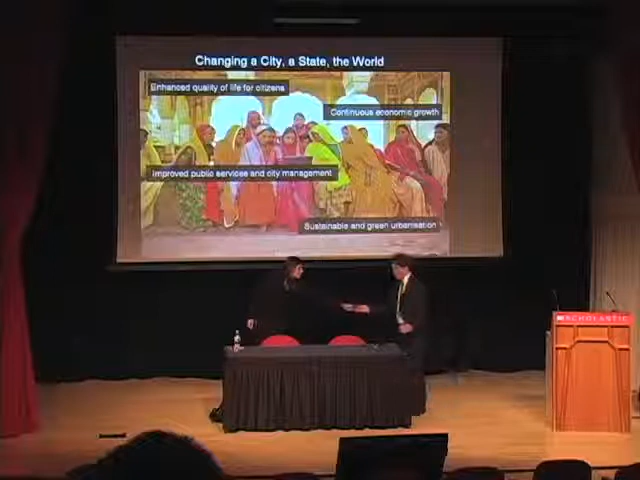 Changing a City, a State, the World
Enhanced quality of life for citizens
Continuous economic growth
Improved public services and city management
Sustainable and green urbanisation
SCHOLASTIC